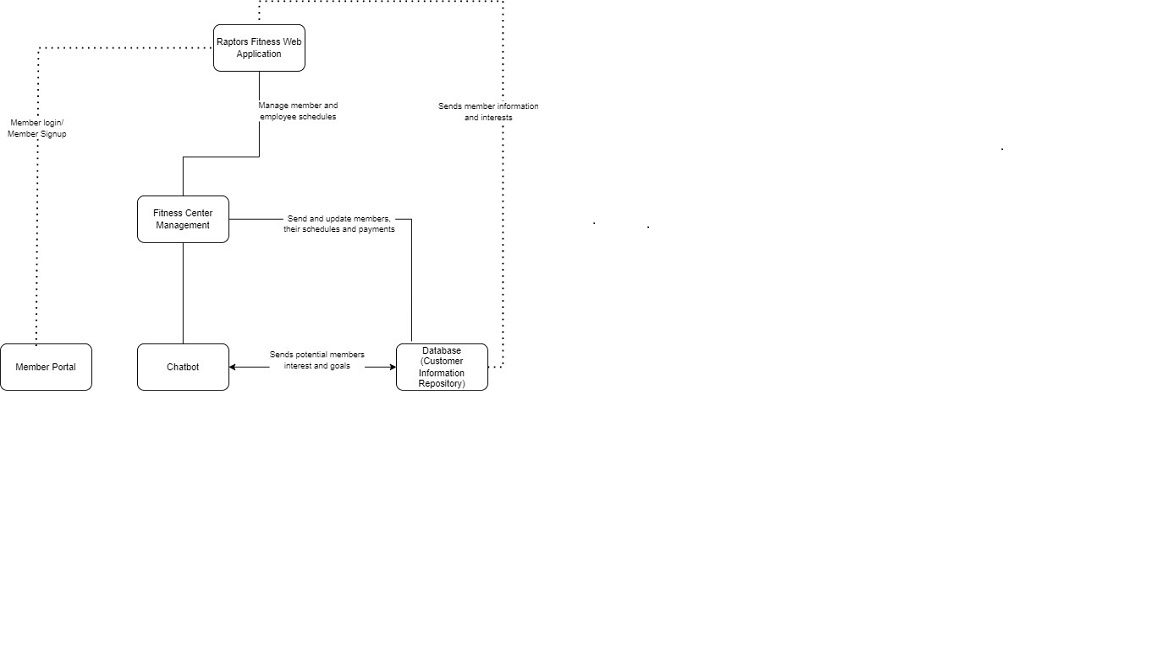 Raptors Fitness Web
Application
Manage member and
employee schedules
Sends member information
and interests
Member login/
Member Signup
Fitness Center
Management
Send and update members,
their schedules and payments
Member Portal
Chatbot
Sends potential members
interest and goals
Database
(Customer
Information
Repository)